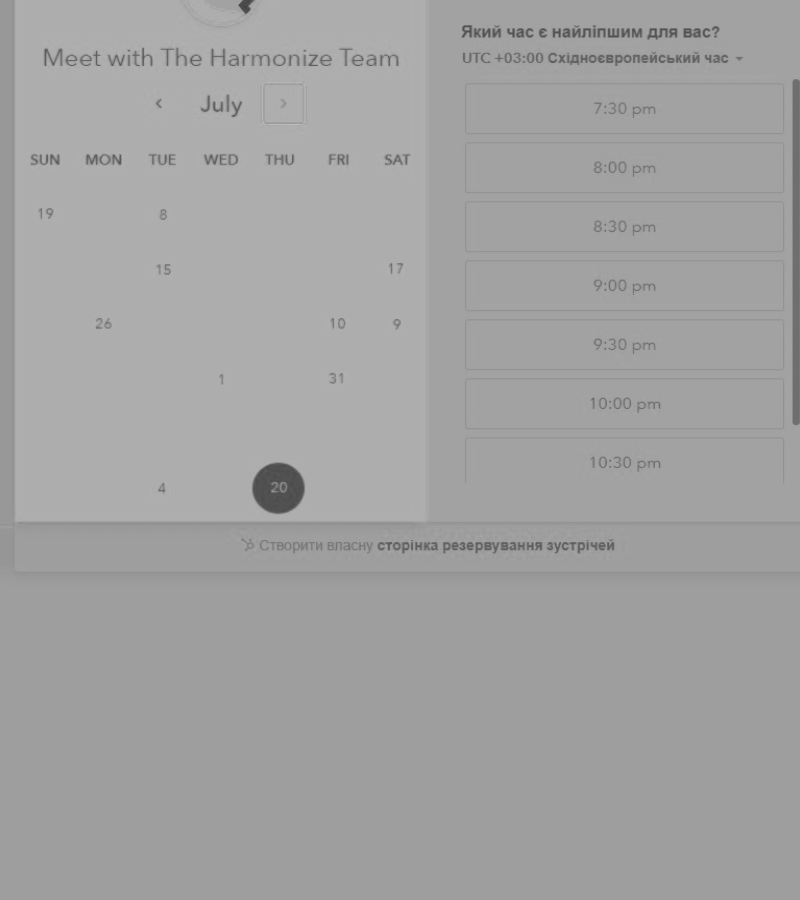 Meet with The Harmonize Team
July
SUN MON TUE WED THU FRI SAT
19 8
15 17
26 10 9
1 31
4 20
Який час є найліпшим для вас?
UTC +03:00 Східноєвропейський час
7:30 pm
8:00 pm
8:30 pm
9:00 pm
9:30 pm
10:00 pm
10:30 pm
Створити власну сторінка резервування зустрічей